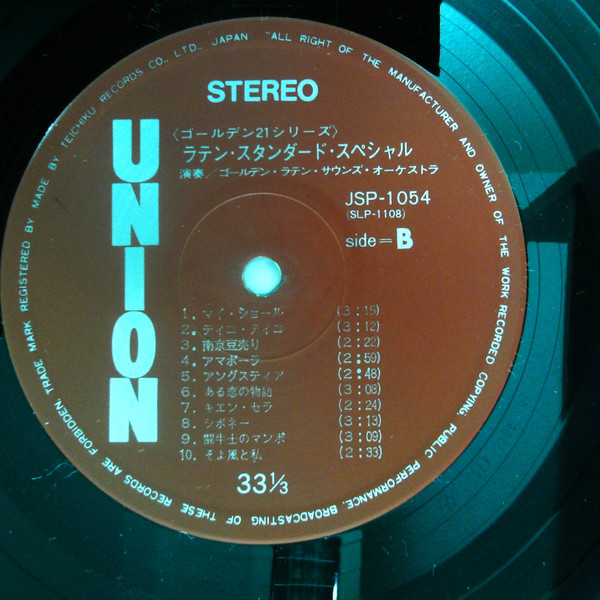 MADE BY TEICHIKU RECORDS CO., LTD., JAPAN "ALL RIGHT OF THE MANUFACTURER AND OWNER OF THE WORK RECORDED COPYING, PUBLIC PERFORMANCE, BROADCASTING OF THESE RECORDS ARE FORBIDDEN, TRADE MARK REGISTERED BY
STEREO
UNION
〈ゴールデン21シリーズ〉
ラテン・スタンダード・スペシャル
演奏/ゴールデン・ラテン・サウンズ・オーケストラ
JSP-1054
(SLP-1108)
side=B
1. マイ・ショール (3:15)
2. ティコ・ティコ (3:12)
3. 南京豆売り (2:22)
4. アマポーラ (2:59)
5. アングスティア (2:48)
6. ある恋の物語 (3:08)
7. キエン・セラ (2:24)
8. シボネー (3:13)
9. 闘牛士のマンボ (3:09)
10. そよ風と私 (2:33)
33⅓